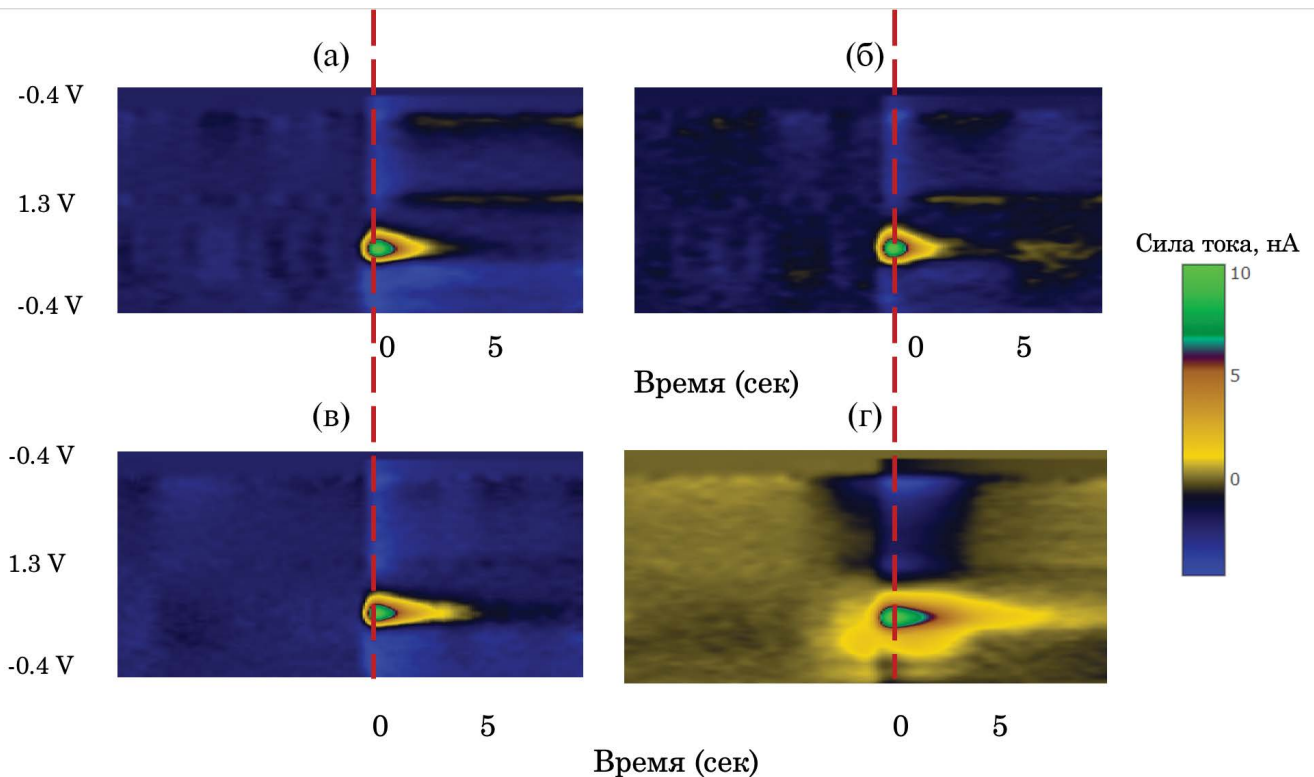 (а)
(б)
-0.4 V
1.3 V
-0.4 V
0 5
0 5
Время (сек)
Сила тока, нА
10
5
0
(в)
(г)
-0.4 V
1.3 V
-0.4 V
0 5
0 5
Время (сек)